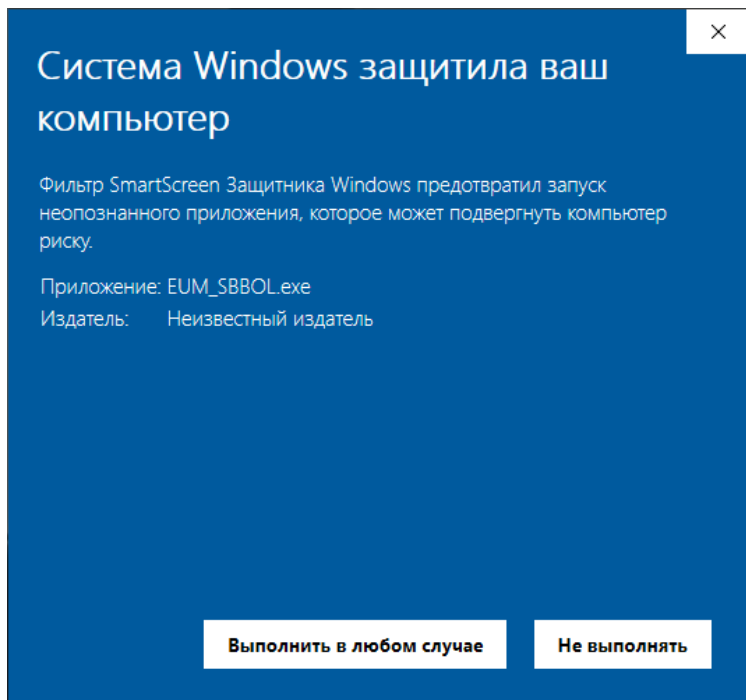 Система Windows защитила ваш
компьютер
Фильтр SmartScreen Защитника Windows предотвратил запуск
неопознанного приложения, которое может подвергнуть компьютер
риску.
Приложение: EUM_SBBOL.exe
Издатель: Неизвестный издатель
Выполнить в любом случае
Не выполнять